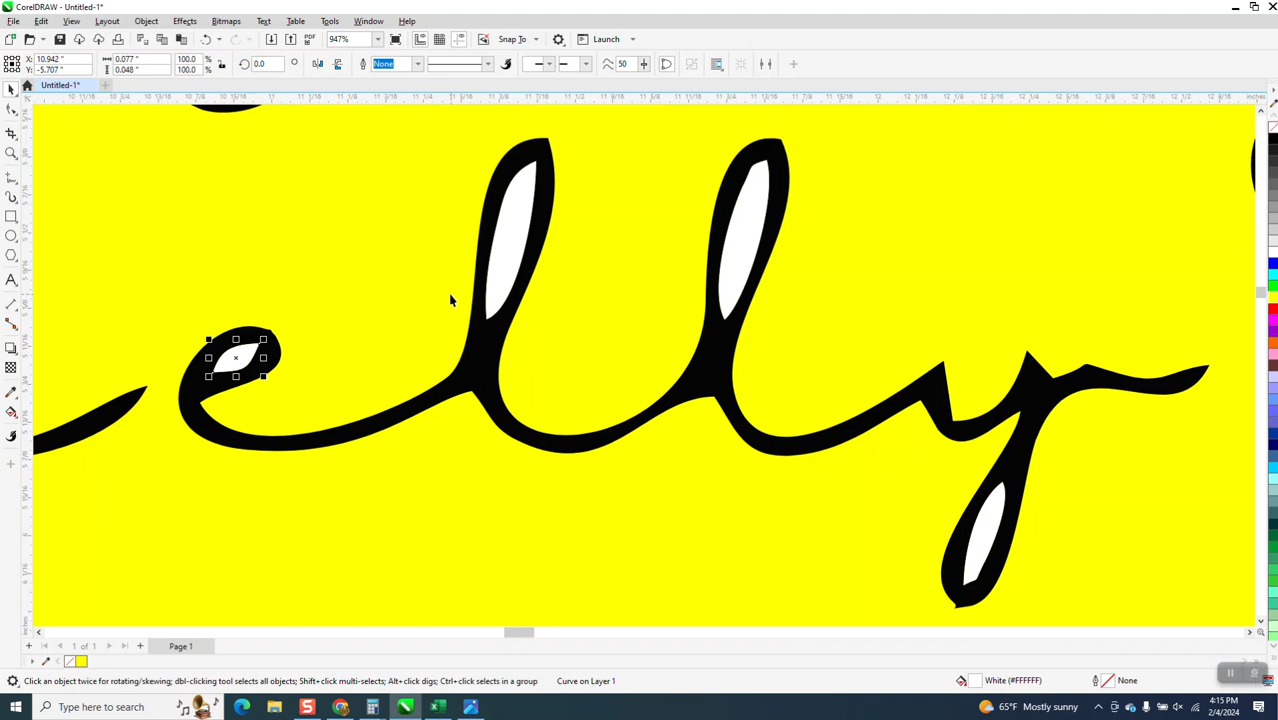 CorelDRAW - Untitled-1*
File Edit View Layout Object Effects Bitmaps Text Table Tools Window Help
PDF 947% Snap To Launch
X: 10.942 " 0.077 " 100.0 % 0.0 None 50
Y: -5.707 " 0.048 " 100.0 %
Untitled-1*
inches
elly
1 of 1 Page 1
Click an object twice for rotating/skewing; dbl-clicking tool selects all objects; Shift+click multi-selects; Alt+click digs; Ctrl+click selects in a group Curve on Layer 1 White (#FFFFFF) None
Type here to search 65°F Mostly sunny 4:15 PM
2/4/2024